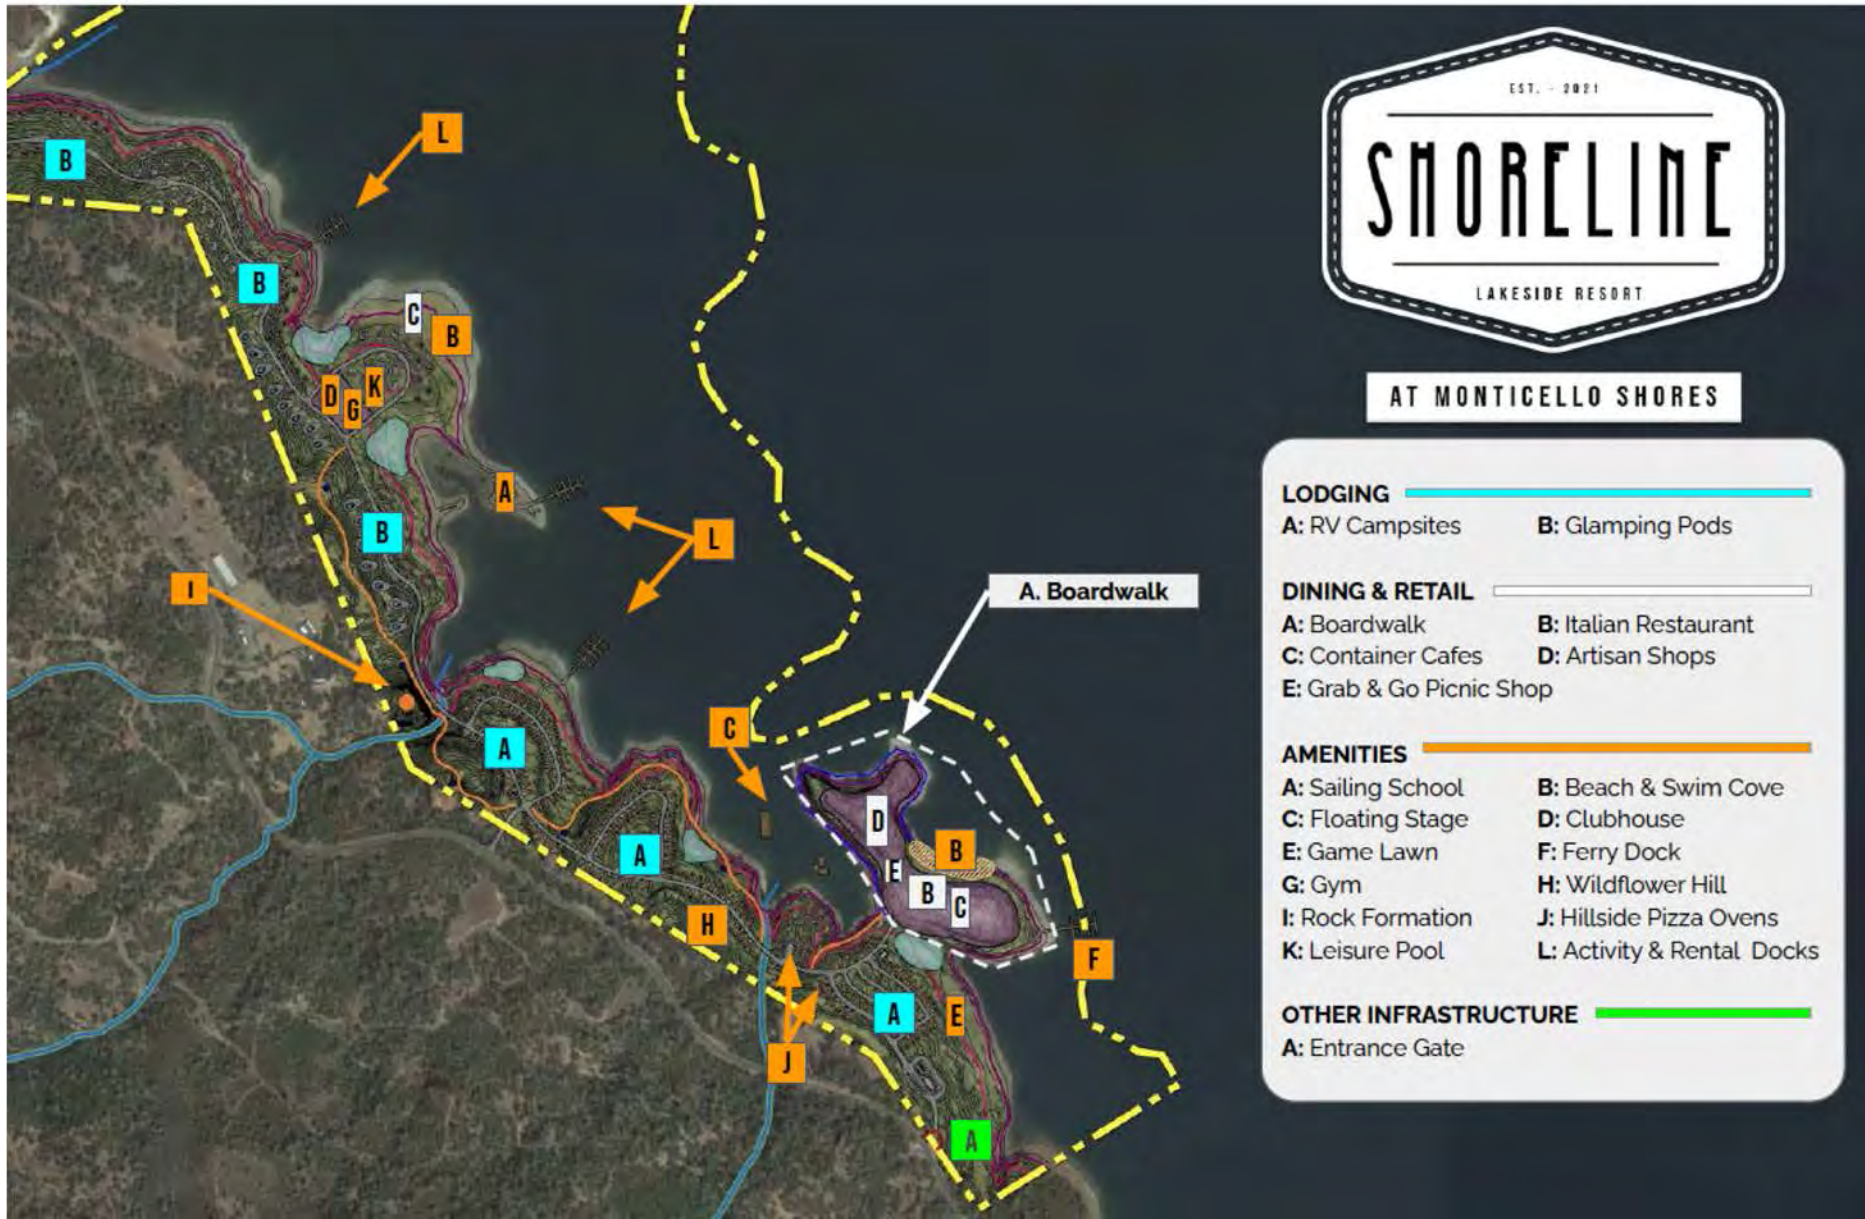 EST. - 2021
SHORELINE
LAKESIDE RESORT
AT MONTICELLO SHORES
LODGING
A: RV Campsites B: Glamping Pods
DINING & RETAIL
A: Boardwalk B: Italian Restaurant
C: Container Cafes D: Artisan Shops
E: Grab & Go Picnic Shop
AMENITIES
A: Sailing School B: Beach & Swim Cove
C: Floating Stage D: Clubhouse
E: Game Lawn F: Ferry Dock
G: Gym H: Wildflower Hill
I: Rock Formation J: Hillside Pizza Ovens
K: Leisure Pool L: Activity & Rental Docks
OTHER INFRASTRUCTURE
A: Entrance Gate
L
B
B
C
B
D
G
K
A
B
L
I
A. Boardwalk
A
C
D
A
B
E
B
C
H
F
A
E
J
A